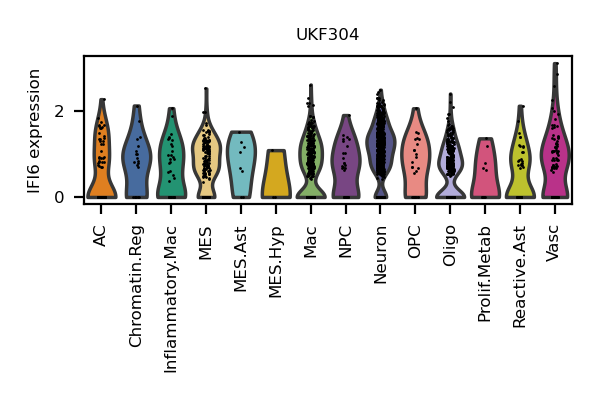 UKF304
IFI6 expression
2
0
AC
Chromatin.Reg
Inflammatory.Mac
MES
MES.Ast
MES.Hyp
Mac
NPC
Neuron
OPC
Oligo
Prolif.Metab
Reactive.Ast
Vasc